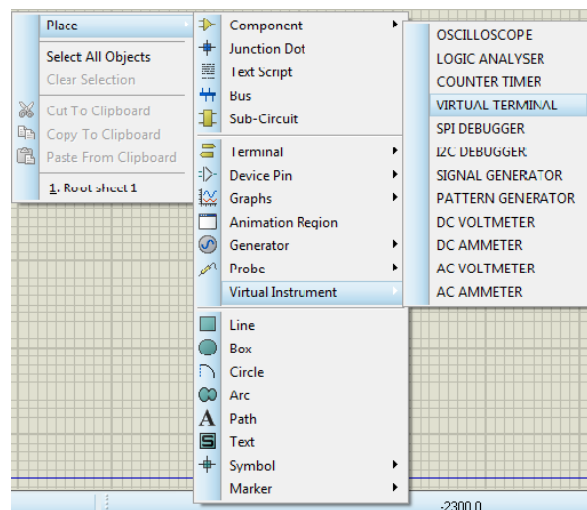 Place
Select All Objects
Clear Selection
Cut To Clipboard
Copy To Clipboard
Paste From Clipboard
1. Root sheet 1
Component
Junction Dot
Text Script
Bus
Sub-Circuit
Terminal
Device Pin
Graphs
Animation Region
Generator
Probe
Virtual Instrument
Line
Box
Circle
Arc
Path
Text
Symbol
Marker
OSCILLOSCOPE
LOGIC ANALYSER
COUNTER TIMER
VIRTUAL TERMINAL
SPI DEBUGGER
I2C DEBUGGER
SIGNAL GENERATOR
PATTERN GENERATOR
DC VOLTMETER
DC AMMETER
AC VOLTMETER
AC AMMETER
-2300.0